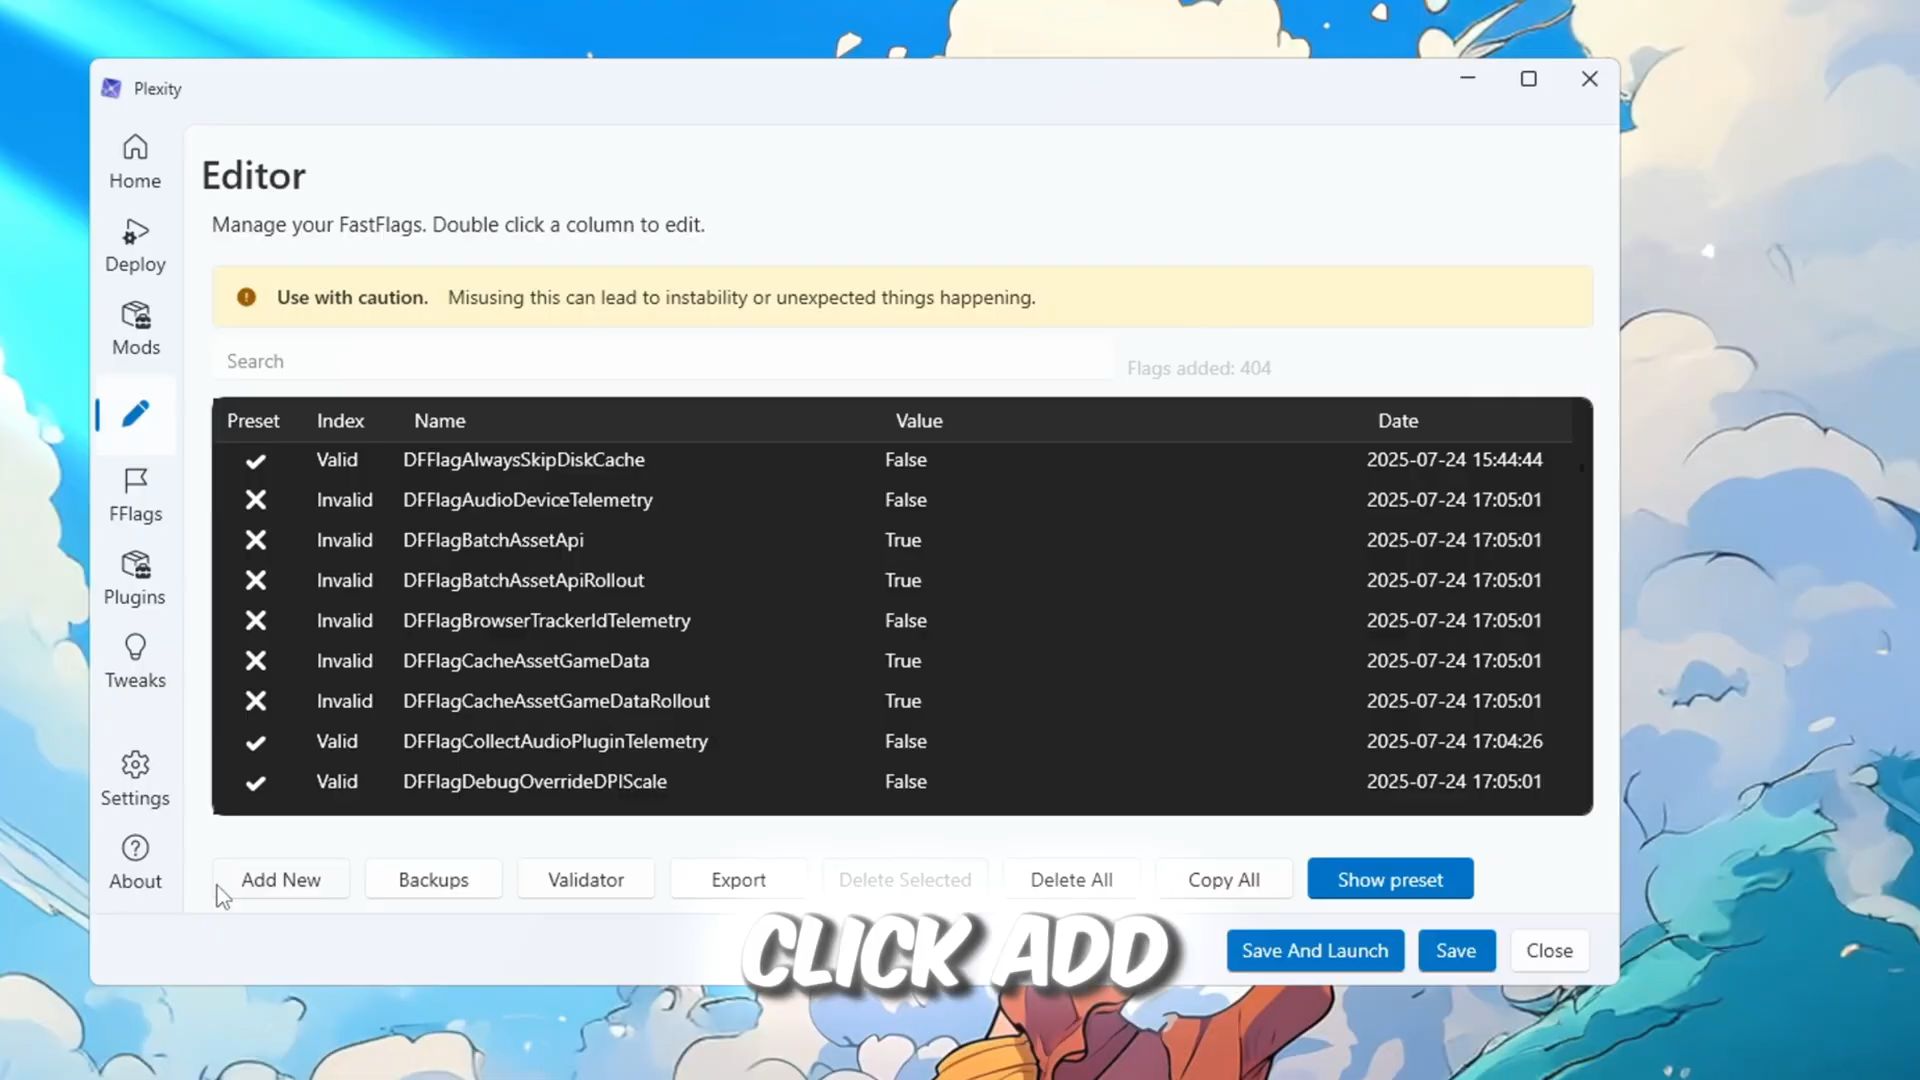 Plexity
Home
Deploy
Mods
FFlags
Plugins
Tweaks
Settings
About
Editor
Manage your FastFlags. Double click a column to edit.
Use with caution. Misusing this can lead to instability or unexpected things happening.
Search
Flags added: 404
Preset Index Name Value Date
Valid DFFlagAlwaysSkipDiskCache False 2025-07-24 15:44:44
Invalid DFFlagAudioDeviceTelemetry False 2025-07-24 17:05:01
Invalid DFFlagBatchAssetApi True 2025-07-24 17:05:01
Invalid DFFlagBatchAssetApiRollout True 2025-07-24 17:05:01
Invalid DFFlagBrowserTrackerIdTelemetry False 2025-07-24 17:05:01
Invalid DFFlagCacheAssetGameData True 2025-07-24 17:05:01
Invalid DFFlagCacheAssetGameDataRollout True 2025-07-24 17:05:01
Valid DFFlagCollectAudioPluginTelemetry False 2025-07-24 17:04:26
Valid DFFlagDebugOverrideDPIScale False 2025-07-24 17:05:01
Add New Backups Validator Export Delete Selected Delete All Copy All Show preset
CLICK ADD
Save And Launch Save Close